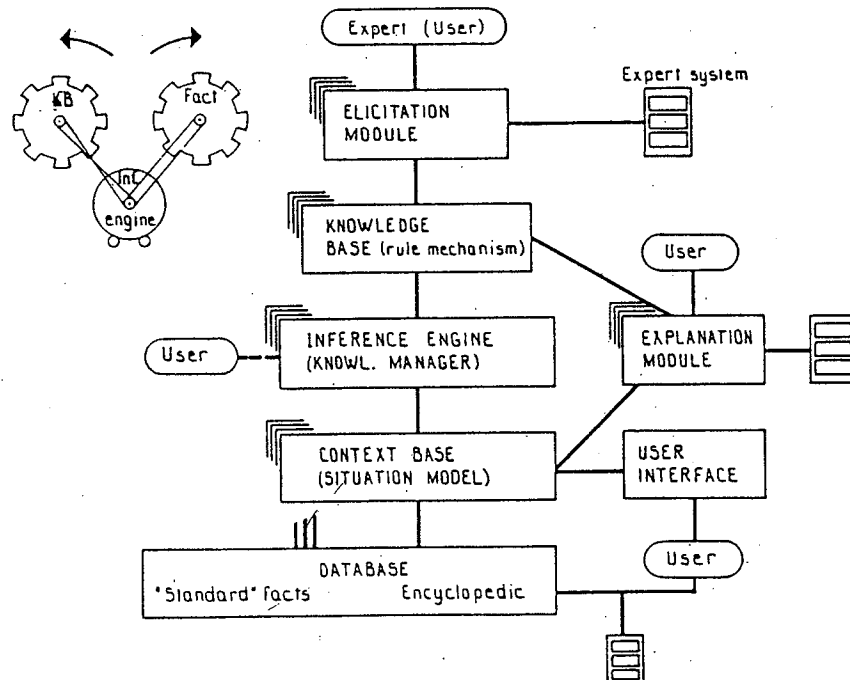 Expert (User)
KB
Fact
Inf.
engine
Expert system
ELICITATION
MODULE
KNOWLEDGE
BASE (rule mechanism)
User
User
INFERENCE ENGINE
(KNOWL. MANAGER)
EXPLANATION
MODULE
CONTEXT BASE
(SITUATION MODEL)
USER
INTERFACE
User
DATABASE
"Standard" facts
Encyclopedic